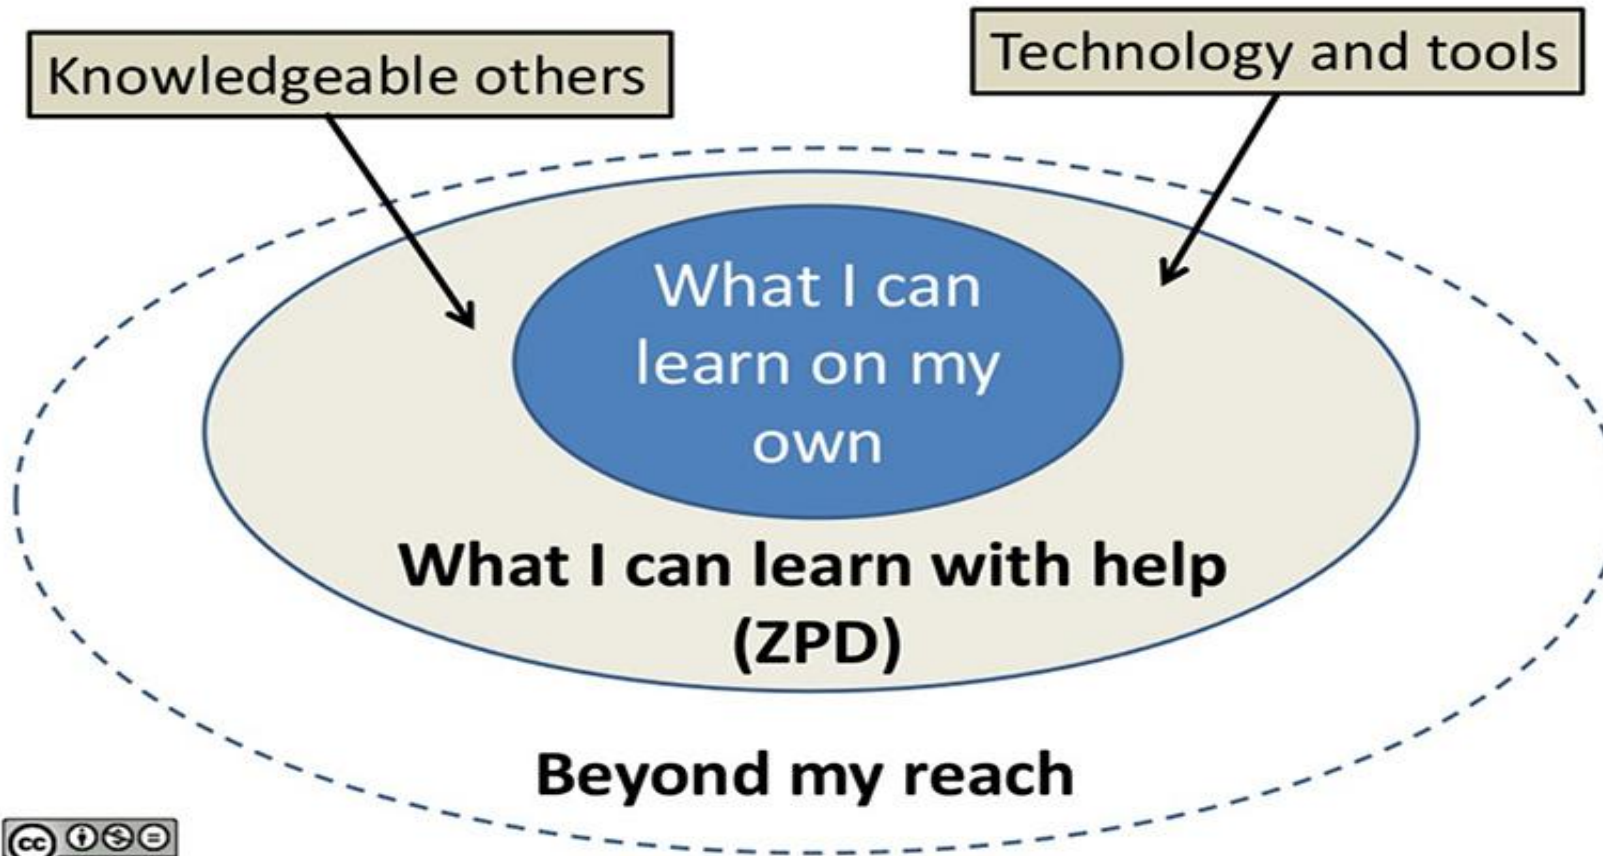 Knowledgeable others
Technology and tools
What I can
learn on my
own
What I can learn with help
(ZPD)
Beyond my reach
cc